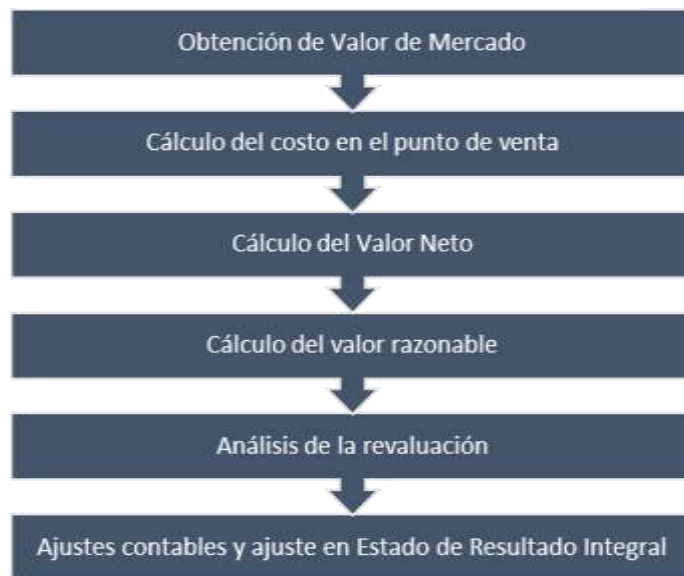 Obtención de Valor de Mercado
Cálculo del costo en el punto de venta
Cálculo del Valor Neto
Cálculo del valor razonable
Análisis de la revaluación
Ajustes contables y ajuste en Estado de Resultado Integral